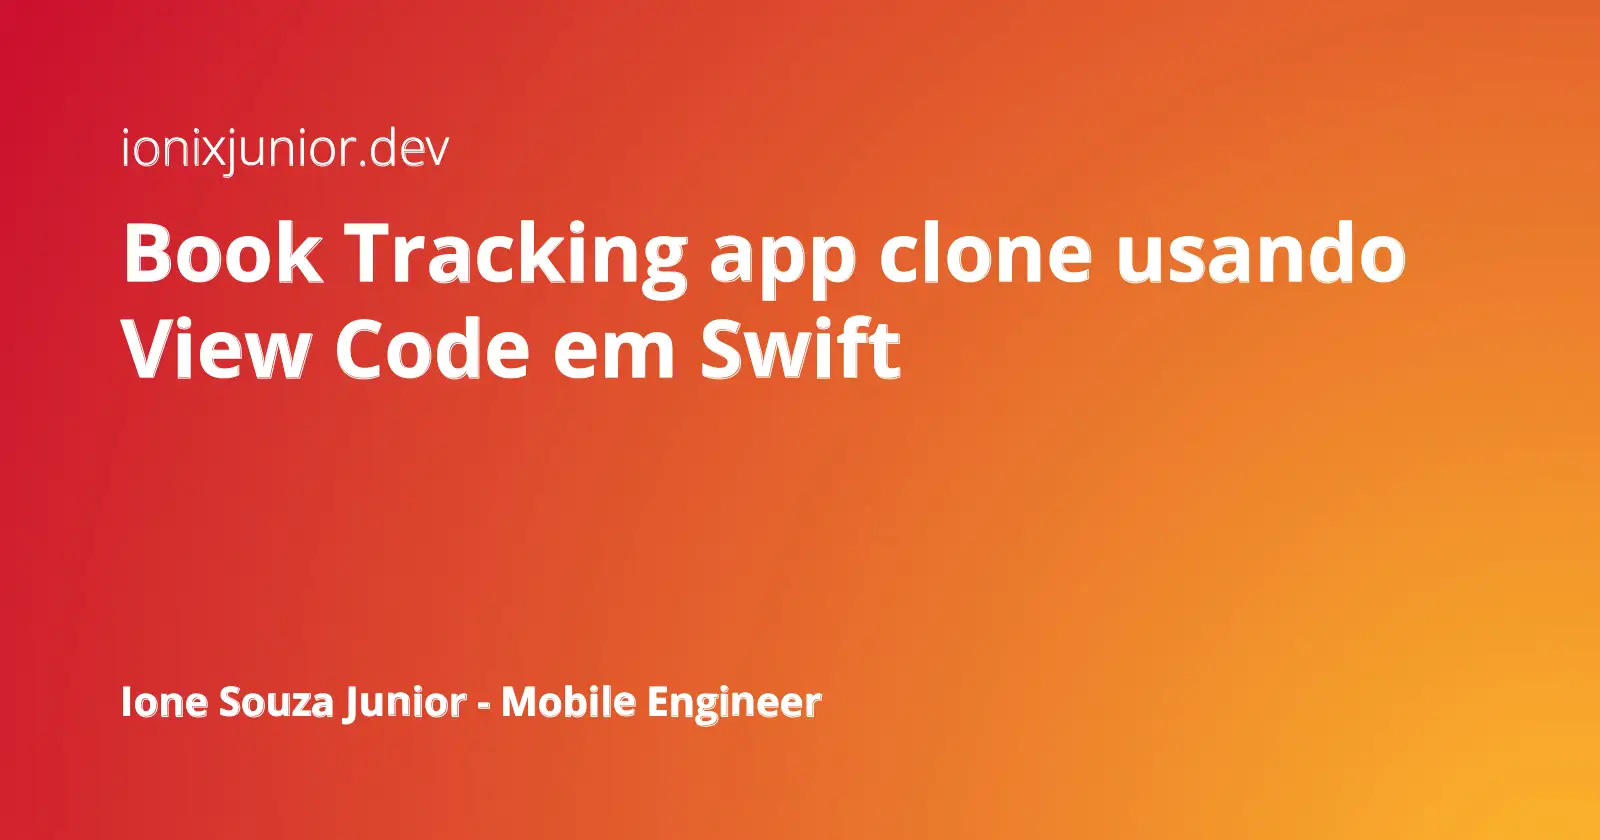 ionixjunior.dev
Book Tracking app clone usando
View Code em Swift
Ione Souza Junior - Mobile Engineer